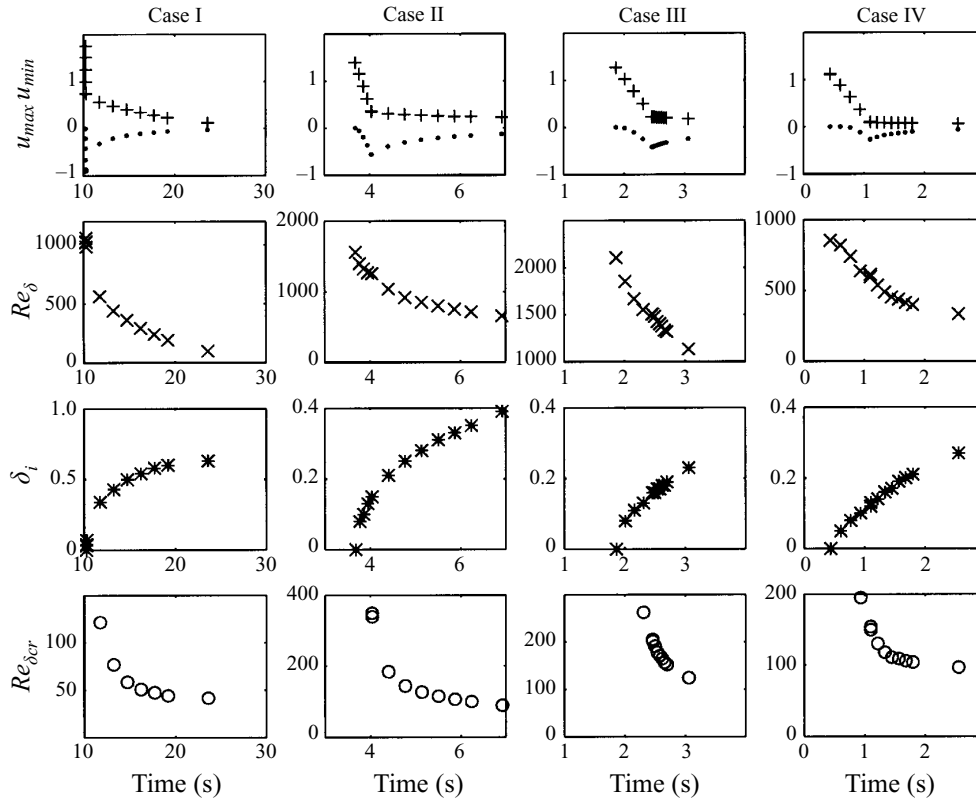 Case I Case II Case III Case IV
u_max u_min
1 1 1 1
0 0 0 0
−1 −1 −1 −1
10 20 30 4 6 1 2 3 1 2
Re_δ
1000 2000 2000 1000
500 1000 1500 500
0 0 1000 0
10 20 30 4 6 1 2 3 1 2
δ_i
1.0 0.4 0.4 0.4
0.5 0.2 0.2 0.2
0 0 0 0
10 20 30 4 6 1 2 3 1 2
Re_δcr
100 400 200 200
50 200 100 100
0 0 0
10 20 30 4 6 1 2 3 1 2
Time (s) Time (s) Time (s) Time (s)